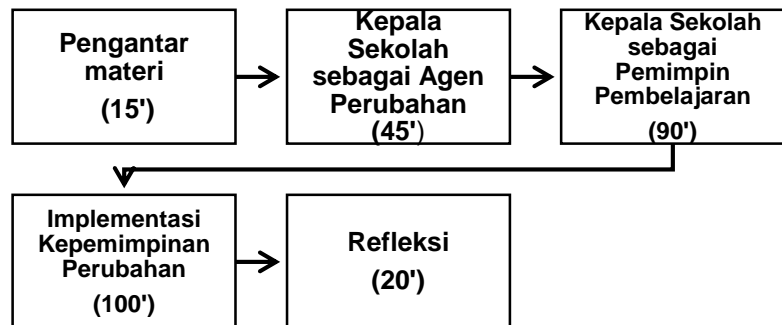 Pengantar
materi
(15')
Kepala
Sekolah
sebagai Agen
Perubahan
(45')
Kepala Sekolah
sebagai
Pemimpin
Pembelajaran
(90')
Implementasi
Kepemimpinan
Perubahan
(100')
Refleksi
(20')